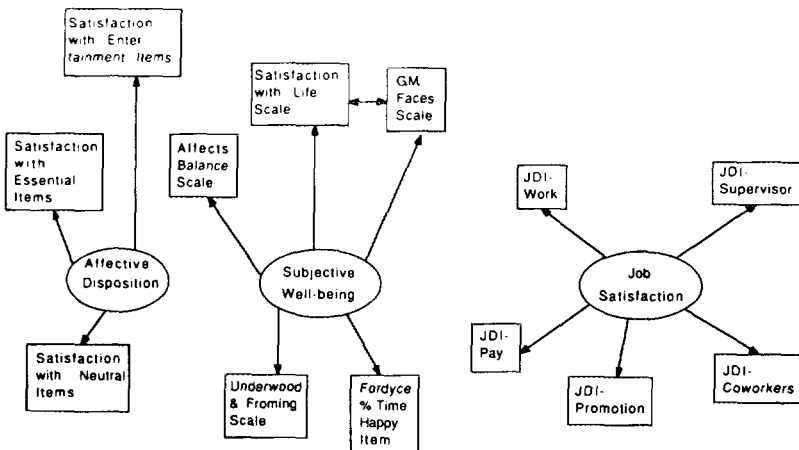 Satisfaction
with Enter
tainment Items
Satisfaction
with
Essential
Items
Affective
Disposition
Satisfaction
with Neutral
Items
Satisfaction
with Life
Scale
G.M.
Faces
Scale
Affects
Balance
Scale
Subjective
Well-being
Underwood
& Froming
Scale
Fordyce
% Time
Happy
Item
JDI-
Work
JDI-
Supervisor
Job
Satisfaction
JDI-
Pay
JDI-
Promotion
JDI-
Coworkers